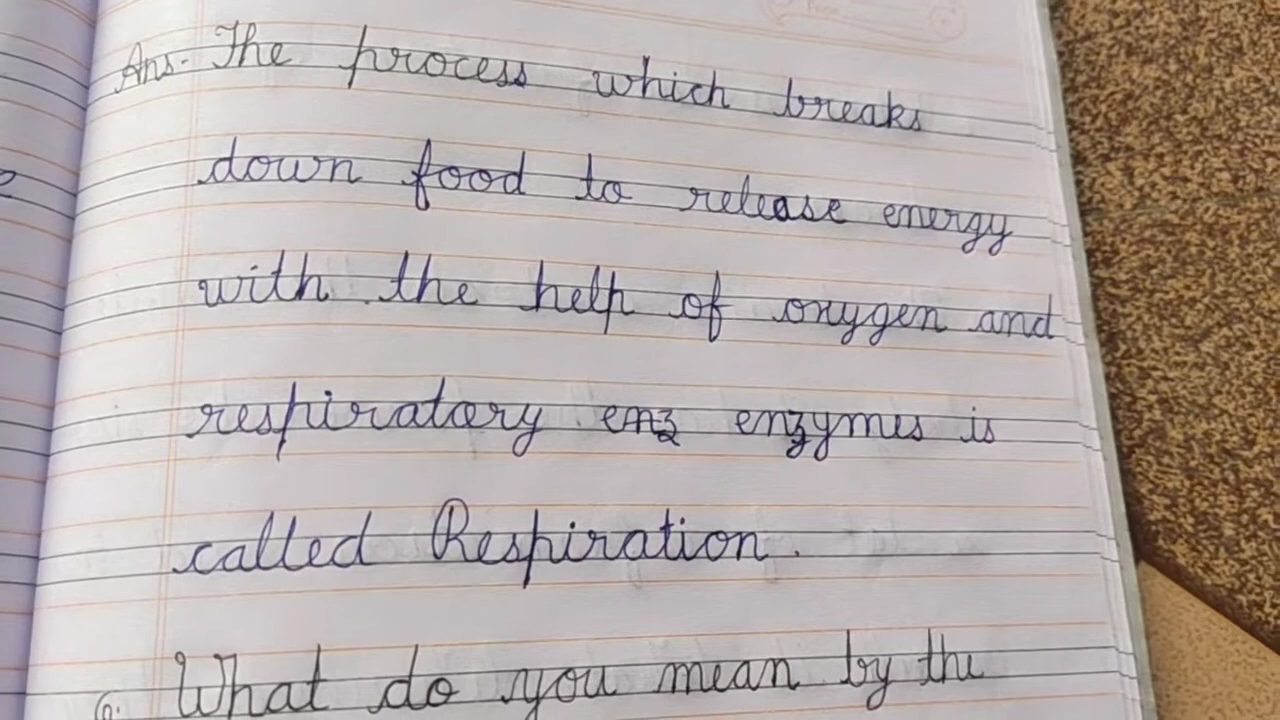 Ans- The process which breaks
down food to release energy
with the help of oxygen and
respiratory enz enzymes is
called Respiration.
6. What do you mean by the